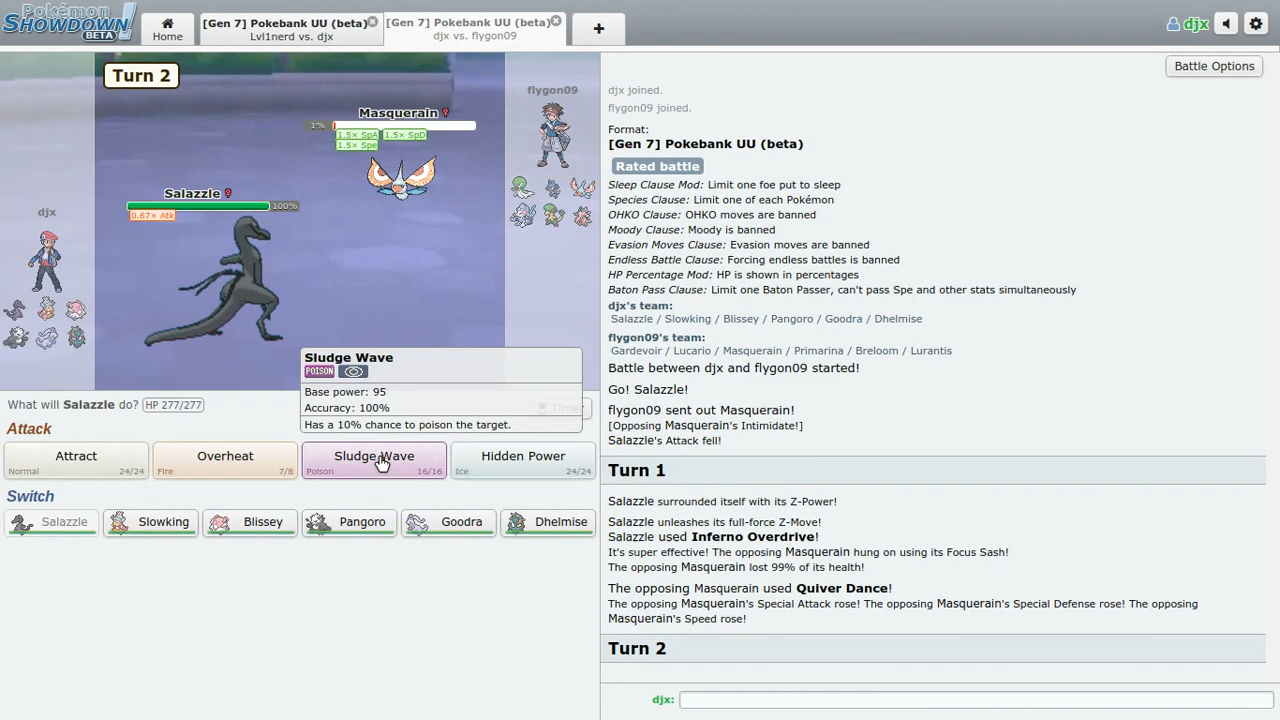 Pokémon
SHOWDOWN!
BETA
Home
[Gen 7] Pokebank UU (beta)
Lvl1nerd vs. djx
[Gen 7] Pokebank UU (beta)
djx vs. flygon09
djx
Turn 2
Battle Options
flygon09
Masquerain
1%
1.5× SpA
1.5× SpD
1.5× Spe
Salazzle
100%
0.67× Atk
djx
Sludge Wave
POISON
Base power: 95
Accuracy: 100%
Has a 10% chance to poison the target.
What will Salazzle do?
HP 277/277
Attack
Attract
Normal
24/24
Overheat
Fire
7/8
Sludge Wave
Poison
16/16
Hidden Power
Ice
24/24
Switch
Salazzle
Slowking
Blissey
Pangoro
Goodra
Dhelmise
djx joined.
flygon09 joined.
Format:
[Gen 7] Pokebank UU (beta)
Rated battle
Sleep Clause Mod: Limit one foe put to sleep
Species Clause: Limit one of each Pokémon
OHKO Clause: OHKO moves are banned
Moody Clause: Moody is banned
Evasion Moves Clause: Evasion moves are banned
Endless Battle Clause: Forcing endless battles is banned
HP Percentage Mod: HP is shown in percentages
Baton Pass Clause: Limit one Baton Passer, can't pass Spe and other stats simultaneously
djx's team:
Salazzle / Slowking / Blissey / Pangoro / Goodra / Dhelmise
flygon09's team:
Gardevoir / Lucario / Masquerain / Primarina / Breloom / Lurantis
Battle between djx and flygon09 started!
Go! Salazzle!
flygon09 sent out Masquerain!
[Opposing Masquerain's Intimidate!]
Salazzle's Attack fell!
Turn 1
Salazzle surrounded itself with its Z-Power!
Salazzle unleashes its full-force Z-Move!
Salazzle used Inferno Overdrive!
It's super effective! The opposing Masquerain hung on using its Focus Sash!
The opposing Masquerain lost 99% of its health!
The opposing Masquerain used Quiver Dance!
The opposing Masquerain's Special Attack rose! The opposing Masquerain's Special Defense rose! The opposing
Masquerain's Speed rose!
Turn 2
djx: